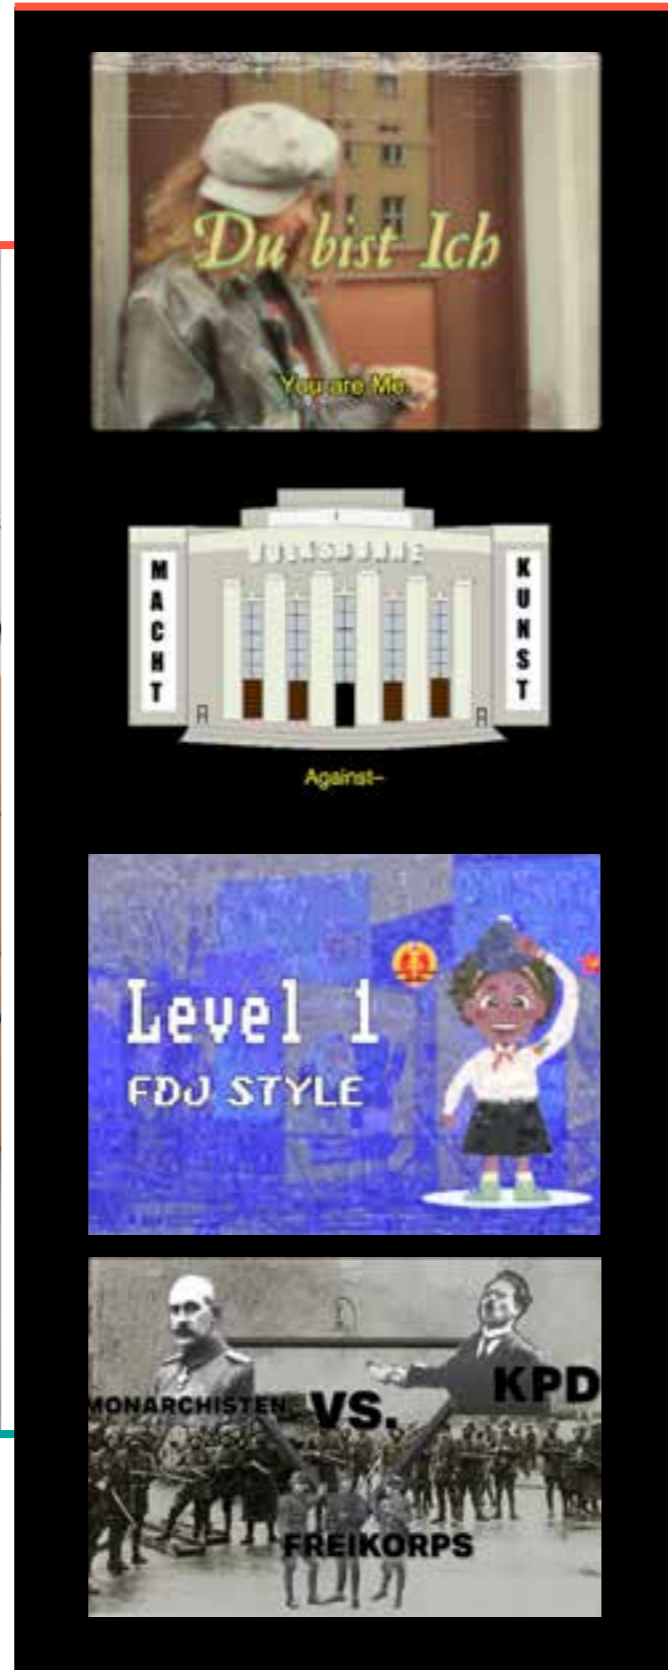 Du bist Ich
You are Me.
VOLKSBÜHNE
MACHT
KUNST
Against–
Level 1
FDJ STYLE
MONARCHISTEN
VS.
KPD
FREIKORPS